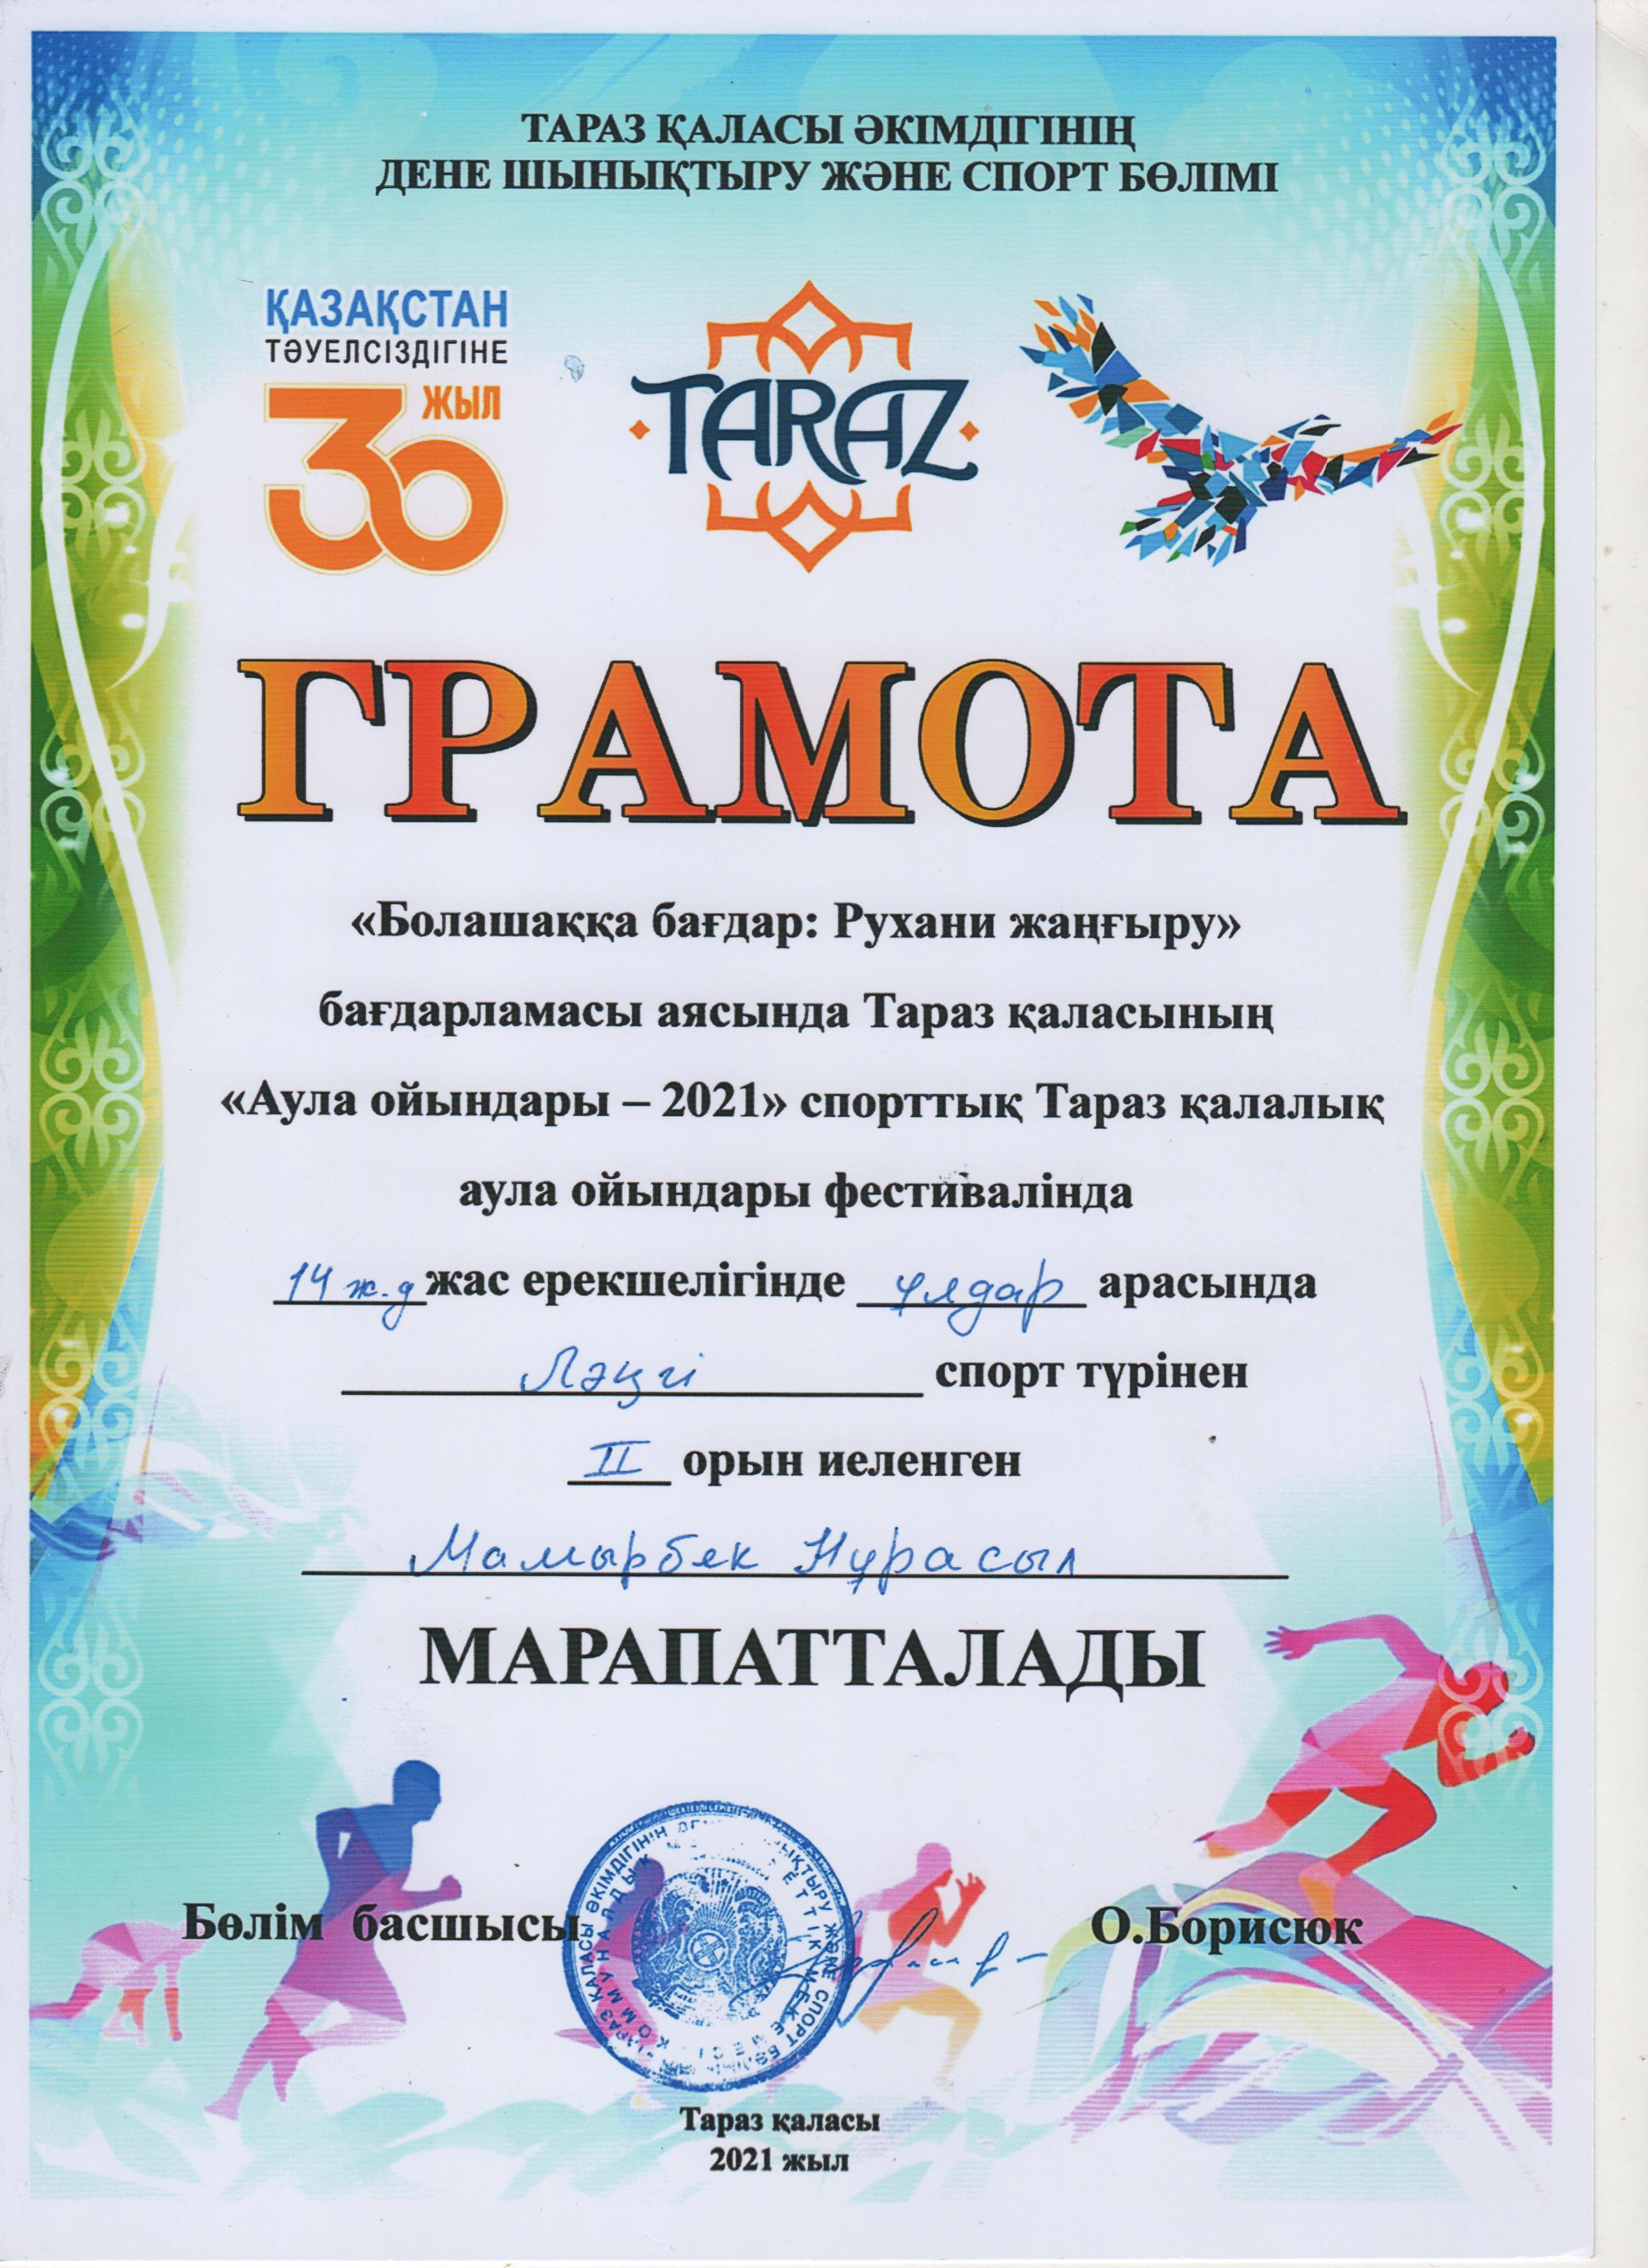 ТАРАЗ ҚАЛАСЫ ӘКІМДІГІНІҢ
ДЕНЕ ШЫНЫҚТЫРУ ЖӘНЕ СПОРТ БӨЛІМІ
ҚАЗАҚСТАН
ТӘУЕЛСІЗДІГІНЕ
30 ЖЫЛ
TARAZ
ГРАМОТА
«Болашаққа бағдар: Рухани жаңғыру»
бағдарламасы аясында Тараз қаласының
«Аула ойындары – 2021» спорттық Тараз қалалық
аула ойындары фестивалінда
14 ж.д жас ерекшелігінде ұлдар арасында
Ләңгі спорт түрінен
II орын иеленген
Мамырбек Нұрасыл
МАРАПАТТАЛАДЫ
Бөлім басшысы О.Борисюк
Тараз қаласы
2021 жыл